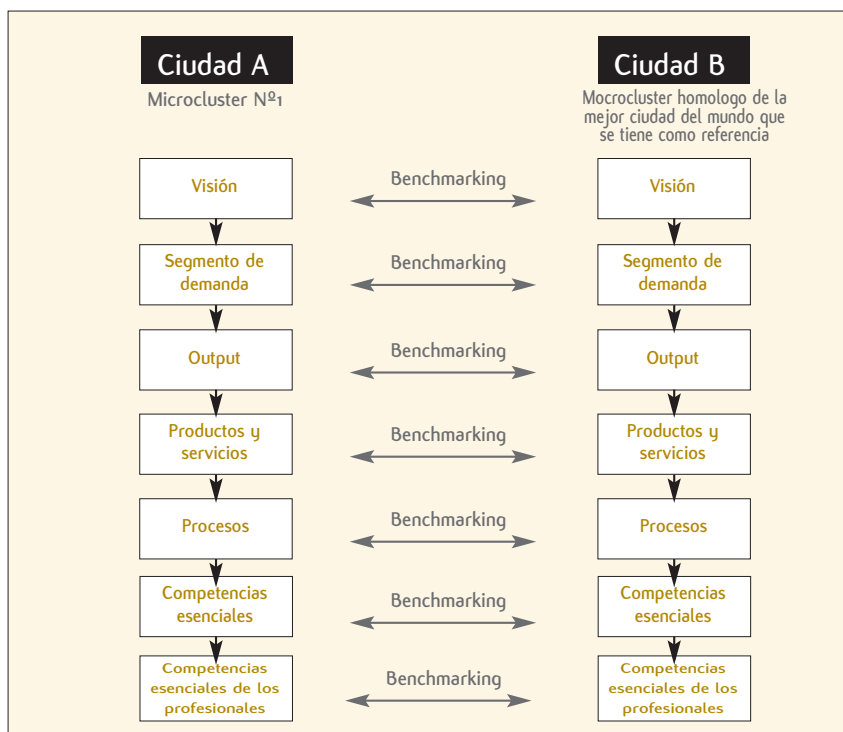 Ciudad A
Microcluster Nº1
Ciudad B
Mocrocluster homologo de la
mejor ciudad del mundo que
se tiene como referencia
Visión
Benchmarking
Visión
Segmento de
demanda
Benchmarking
Segmento de
demanda
Output
Benchmarking
Output
Productos y
servicios
Benchmarking
Productos y
servicios
Procesos
Benchmarking
Procesos
Competencias
esenciales
Benchmarking
Competencias
esenciales
Competencias
esenciales de los
profesionales
Benchmarking
Competencias
esenciales de los
profesionales